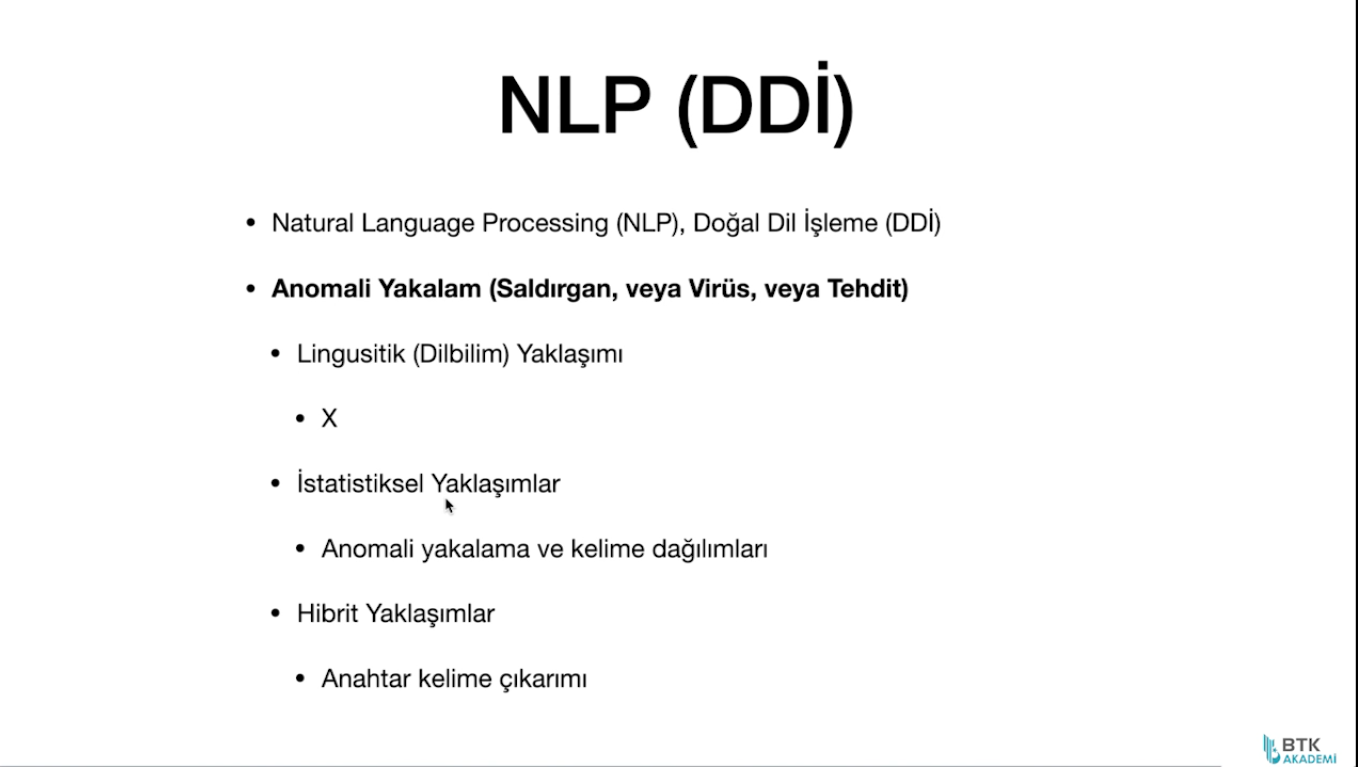 NLP (DDİ)
• Natural Language Processing (NLP), Doğal Dil İşleme (DDİ)
• Anomali Yakalam (Saldırgan, veya Virüs, veya Tehdit)
• Lingusitik (Dilbilim) Yaklaşımı
• X
• İstatistiksel Yaklaşımlar
• Anomali yakalama ve kelime dağılımları
• Hibrit Yaklaşımlar
• Anahtar kelime çıkarımı
BTK
AKADEMİ